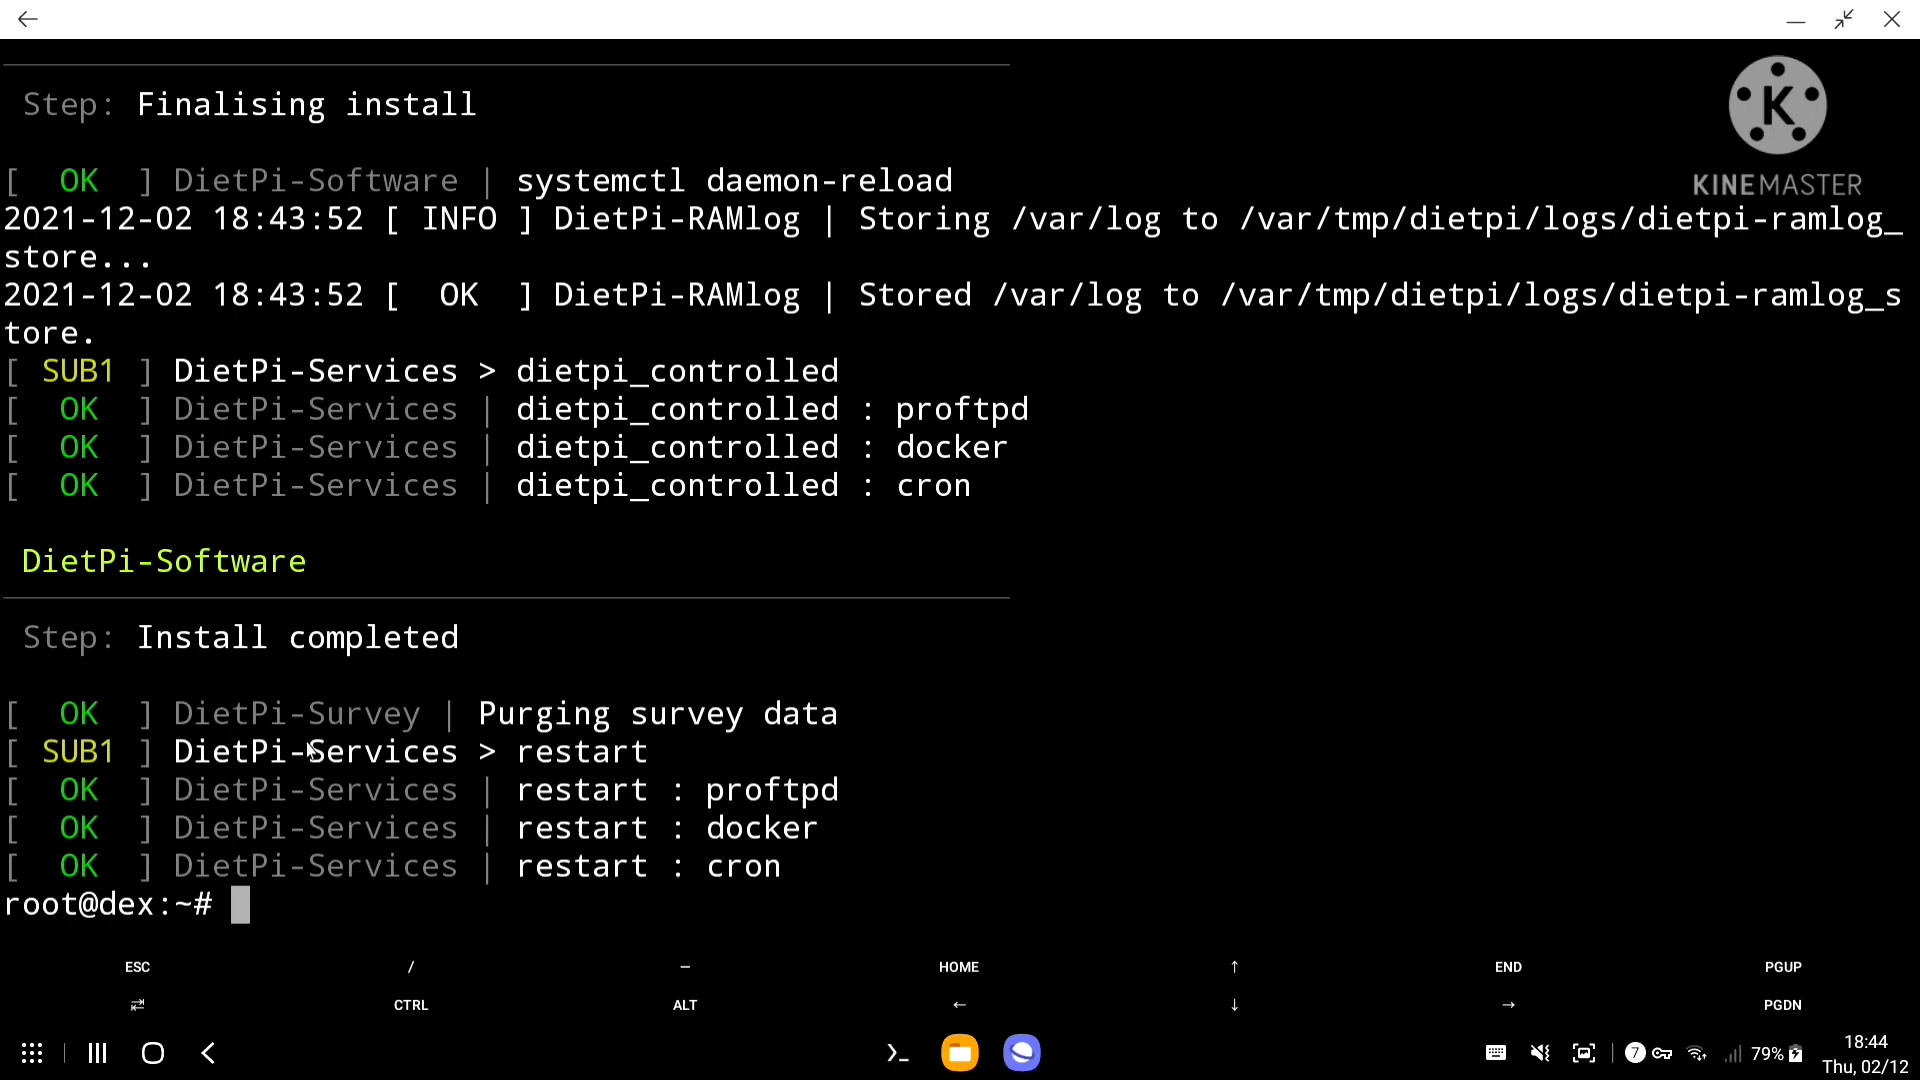 Step: Finalising install
K
KINEMASTER
[  OK  ] DietPi-Software | systemctl daemon-reload
2021-12-02 18:43:52 [ INFO ] DietPi-RAMlog | Storing /var/log to /var/tmp/dietpi/logs/dietpi-ramlog_
store...
2021-12-02 18:43:52 [  OK  ] DietPi-RAMlog | Stored /var/log to /var/tmp/dietpi/logs/dietpi-ramlog_s
tore.
[ SUB1 ] DietPi-Services > dietpi_controlled
[  OK  ] DietPi-Services | dietpi_controlled : proftpd
[  OK  ] DietPi-Services | dietpi_controlled : docker
[  OK  ] DietPi-Services | dietpi_controlled : cron
DietPi-Software
Step: Install completed
[  OK  ] DietPi-Survey | Purging survey data
[ SUB1 ] DietPi-Services > restart
[  OK  ] DietPi-Services | restart : proftpd
[  OK  ] DietPi-Services | restart : docker
[  OK  ] DietPi-Services | restart : cron
root@dex:~#
ESC / − HOME ↑ END PGUP
⇄ CTRL ALT ← ↓ → PGDN
7 79% 18:44
Thu, 02/12